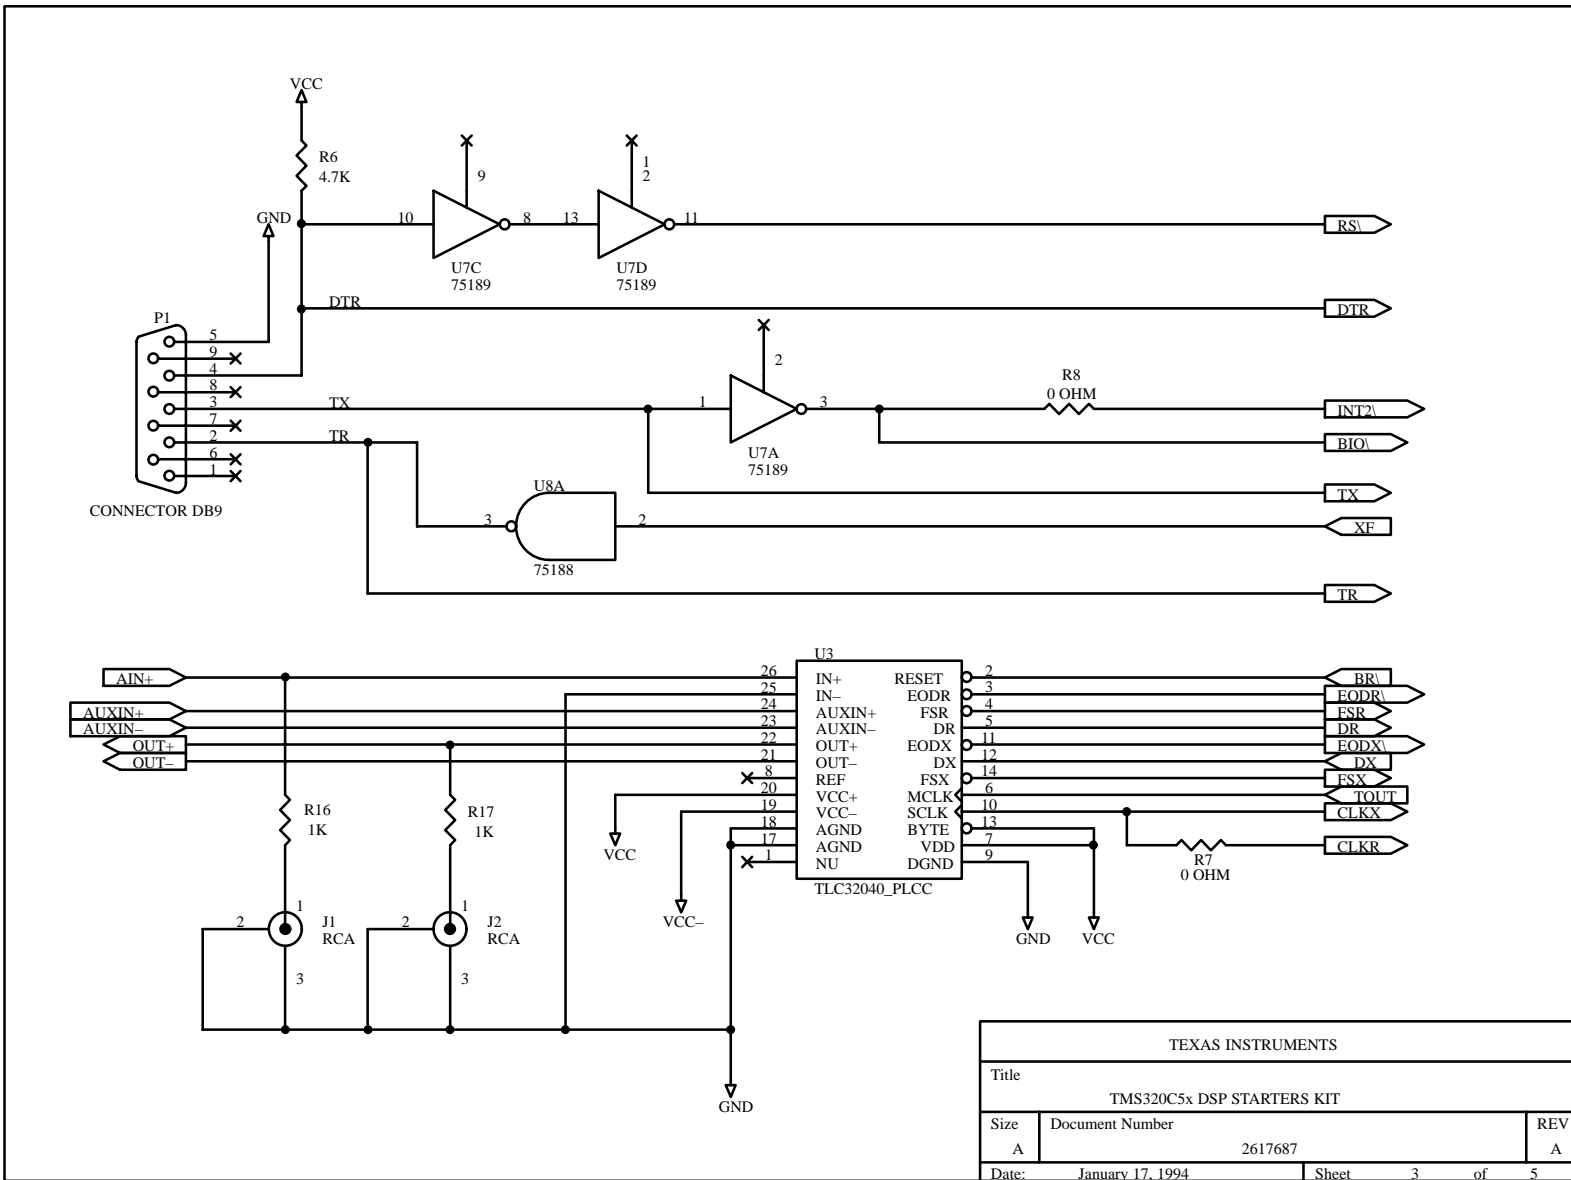 VCC
R6
4.7K
9
1
2
GND
10
8
13
11
RS\
U7C
75189
U7D
75189
DTR
DTR
P1
5
9
4
8
3
7
2
6
1
CONNECTOR DB9
2
R8
0 OHM
TX
1
3
INT2\
TR
BIO\
U7A
75189
U8A
TX
3
2
XF
75188
TR
U3
AIN+
26
IN+
RESET
2
BR\
25
IN–
EODR
3
EODR\
AUXIN+
24
AUXIN+
FSR
4
FSR
AUXIN–
23
AUXIN–
DR
5
DR
OUT+
22
OUT+
EODX
11
EODX\
OUT–
21
OUT–
DX
12
DX
8
REF
FSX
14
FSX
20
VCC+
MCLK
6
TOUT
19
VCC–
SCLK
10
CLKX
18
AGND
BYTE
13
17
AGND
VDD
7
CLKR
1
NU
DGND
9
R16
1K
R17
1K
VCC
R7
0 OHM
TLC32040_PLCC
1
2
J1
RCA
3
1
2
J2
RCA
3
VCC–
GND
VCC
GND
TEXAS INSTRUMENTS
Title
TMS320C5x DSP STARTERS KIT
Size
Document Number
REV
A
2617687
A
Date: January 17, 1994 Sheet 3 of 5